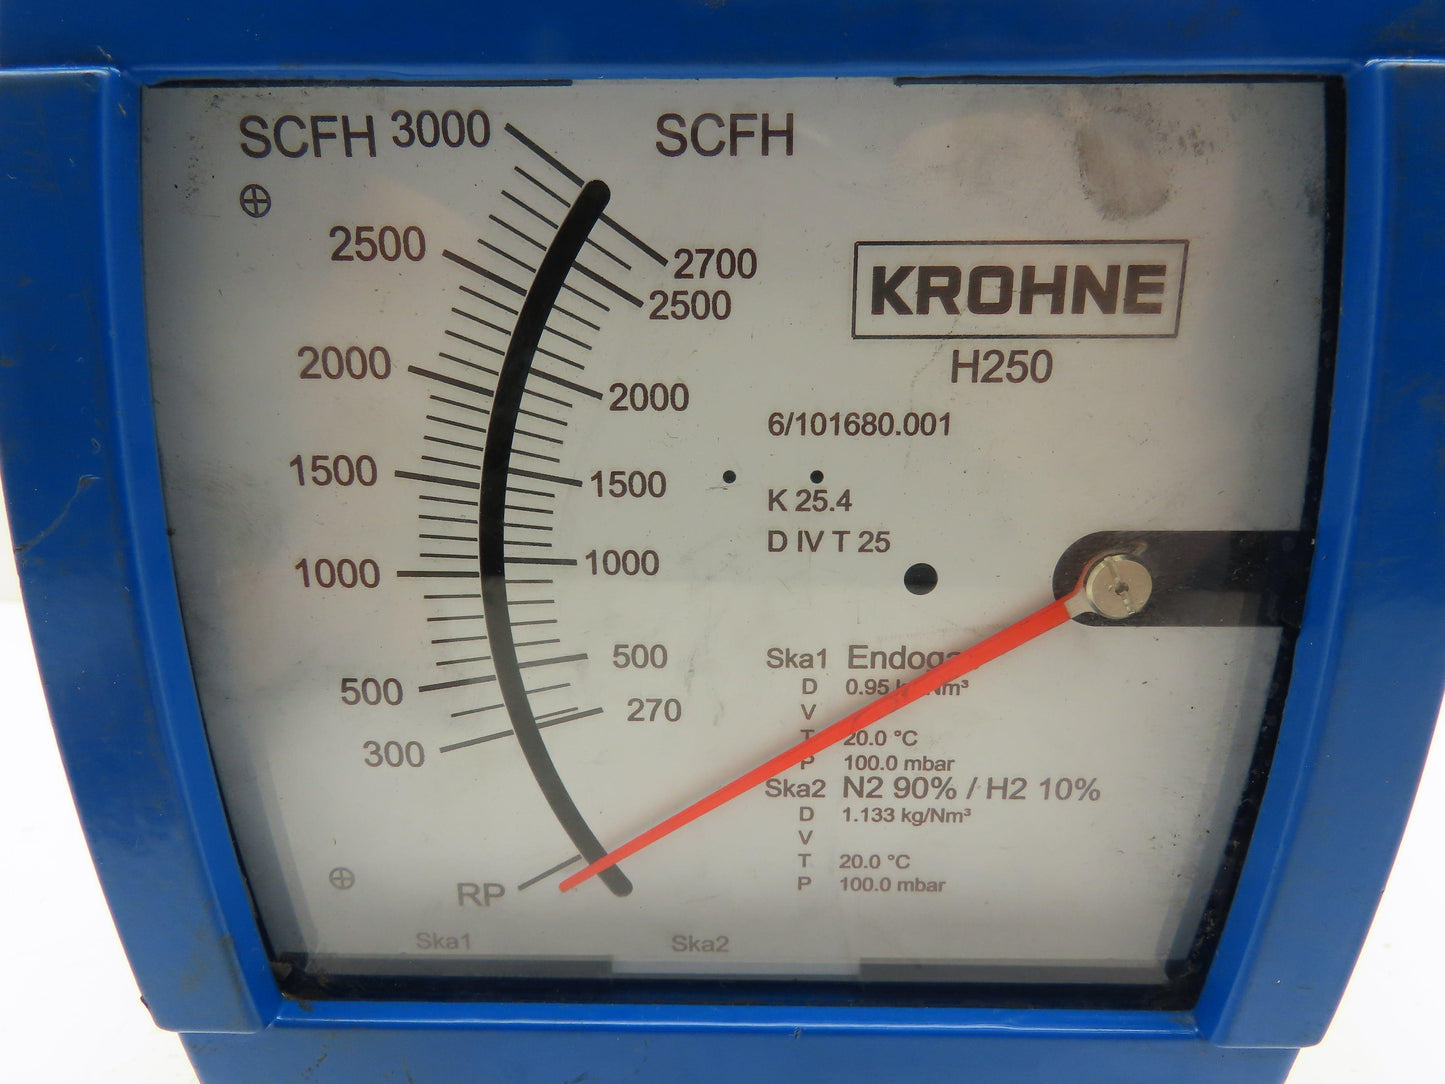 SCFH 3000 SCFH
2500
2700
2500
2000
2000
1500
1500
1000
1000
500
500
300
270
RP
Ska1 Ska2
KROHNE
H250
6/101680.001
K 25.4
D IV T 25
Ska1
D 0.95
V
T 20.0 °C
P 100.0 mbar
Ska2 N2 90% / H2 10%
D 1.133 kg/Nm³
V
T 20.0 °C
P 100.0 mbar